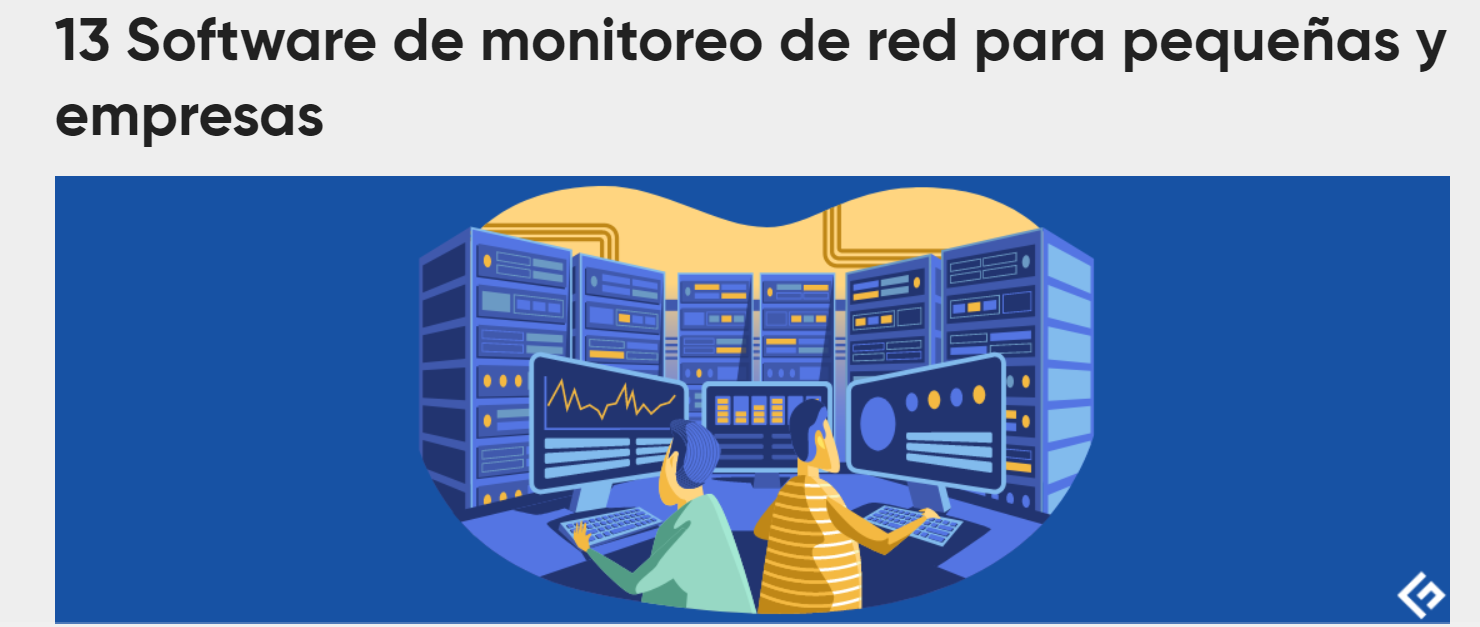 13 Software de monitoreo de red para pequeñas y
empresas